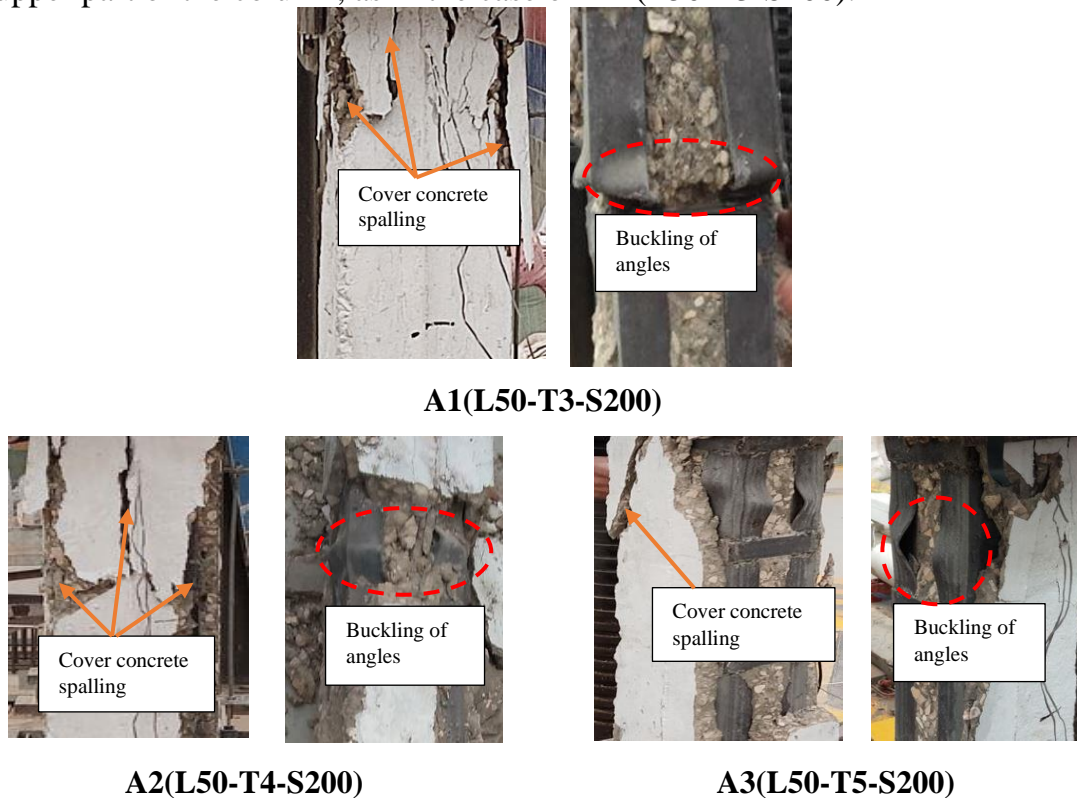 Cover concrete
spalling
Buckling of
angles
A1(L50-T3-S200)
Cover concrete
spalling
Buckling of
angles
Cover concrete
spalling
Buckling of
angles
A2(L50-T4-S200)
A3(L50-T5-S200)